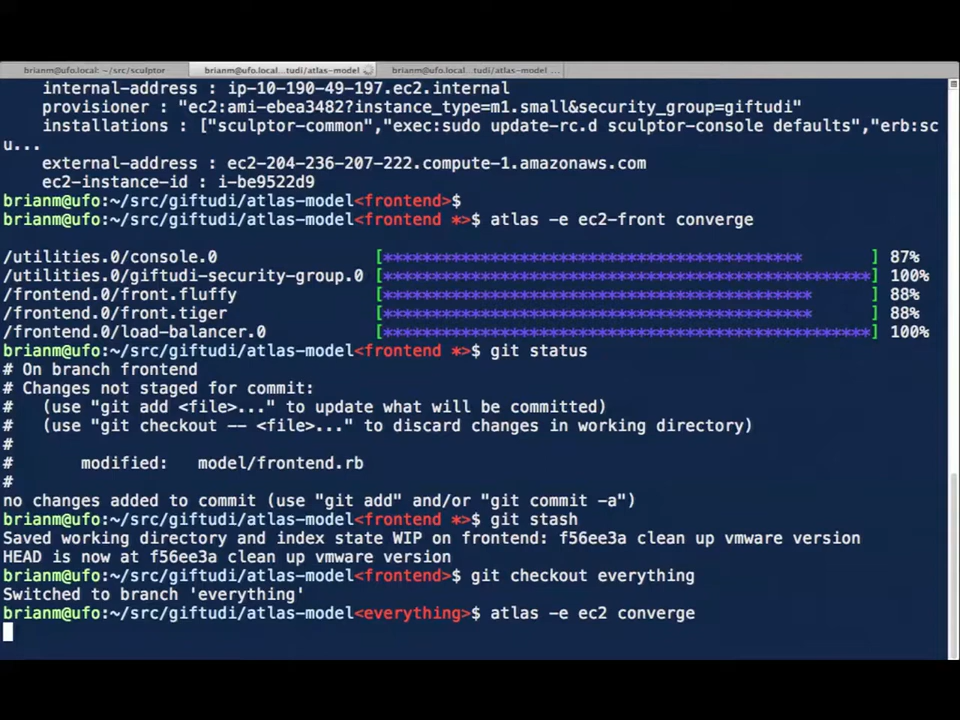 brianm@ufo.local: ~/src/sculptor
brianm@ufo.local...tudi/atlas-model
brianm@ufo.local...tudi/atlas-model ...
internal-address : ip-10-190-49-197.ec2.internal
provisioner : "ec2:ami-ebea3482?instance_type=m1.small&security_group=giftudi"
installations : ["sculptor-common","exec:sudo update-rc.d sculptor-console defaults","erb:sc
u...
external-address : ec2-204-236-207-222.compute-1.amazonaws.com
ec2-instance-id : i-be9522d9
brianm@ufo:~/src/giftudi/atlas-model<frontend>$
brianm@ufo:~/src/giftudi/atlas-model<frontend *>$ atlas -e ec2-front converge
/utilities.0/console.0 [*******************************************     ] 87%
/utilities.0/giftudi-security-group.0 [**************************************************] 100%
/frontend.0/front.fluffy [********************************************      ] 88%
/frontend.0/front.tiger [********************************************      ] 88%
/frontend.0/load-balancer.0 [**************************************************] 100%
brianm@ufo:~/src/giftudi/atlas-model<frontend *>$ git status
# On branch frontend
# Changes not staged for commit:
#   (use "git add <file>..." to update what will be committed)
#   (use "git checkout -- <file>..." to discard changes in working directory)
#
#       modified:   model/frontend.rb
#
no changes added to commit (use "git add" and/or "git commit -a")
brianm@ufo:~/src/giftudi/atlas-model<frontend *>$ git stash
Saved working directory and index state WIP on frontend: f56ee3a clean up vmware version
HEAD is now at f56ee3a clean up vmware version
brianm@ufo:~/src/giftudi/atlas-model<frontend>$ git checkout everything
Switched to branch 'everything'
brianm@ufo:~/src/giftudi/atlas-model<everything>$ atlas -e ec2 converge